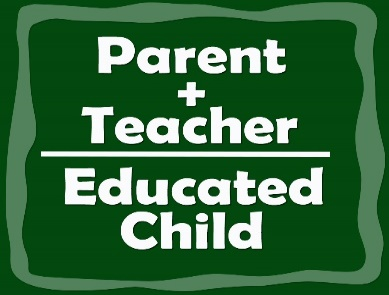 Parent
+
Teacher
Educated
Child